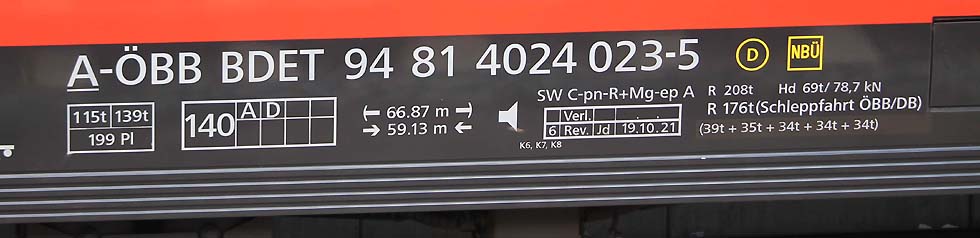 A-ÖBB BDET 94 81 4024 023-5 D NBÜ
115t 139t
199 Pl
140 A D
66.87 m
59.13 m
K6, K7, K8
SW C-pn-R+Mg-ep A
Verl. . .
6 Rev. Jd 19.10.21
R 208t Hd 69t/ 78,7 kN
R 176t(Schleppfahrt ÖBB/DB)
(39t + 35t + 34t + 34t + 34t)